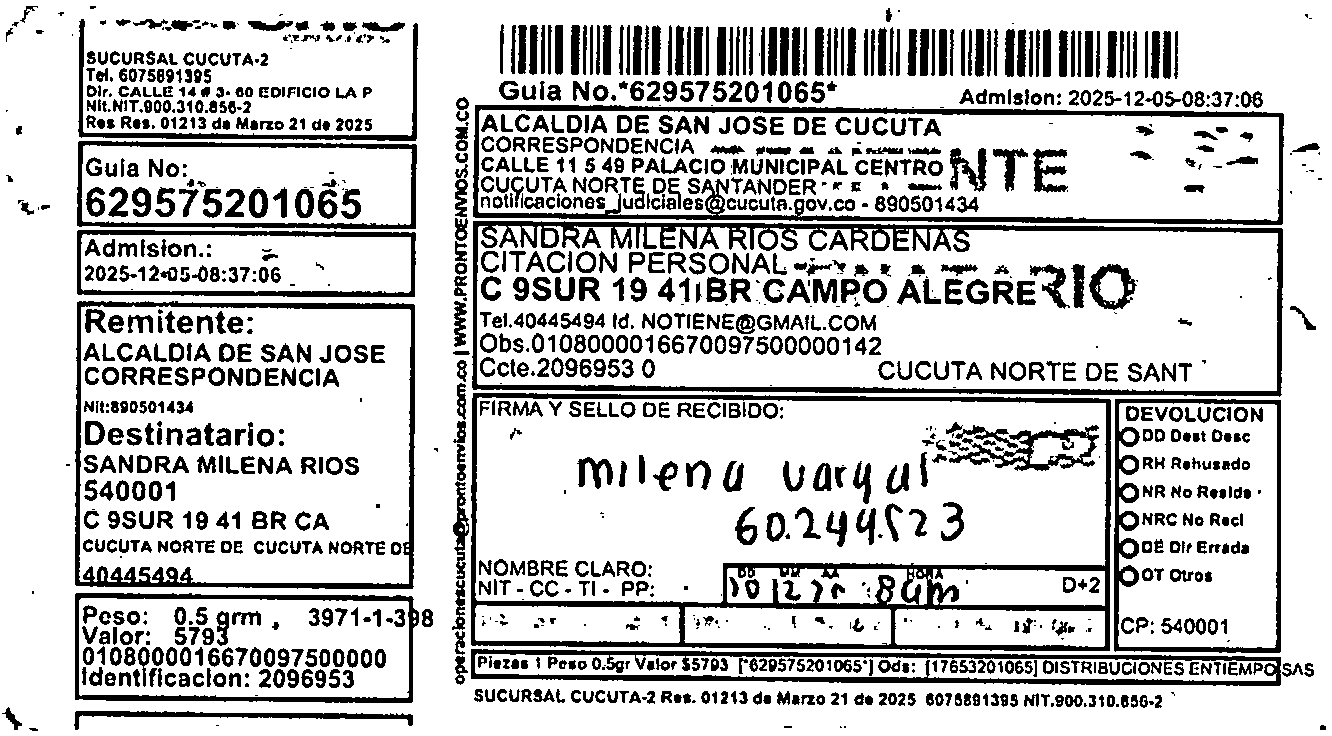 SUCURSAL CUCUTA-2
Tel. 6075891395
Dir. CALLE 14 # 3- 60 EDIFICIO LA P
Nit.NIT.900.310.856-2
Res Res. 01213 de Marzo 21 de 2025
Guia No:
629575201065
Admision.:
2025-12-05-08:37:06
Remitente:
ALCALDIA DE SAN JOSE
CORRESPONDENCIA
Nit:890501434
Destinatario:
SANDRA MILENA RIOS
540001
C 9SUR 19 41 BR CA
CUCUTA NORTE DE CUCUTA NORTE DE
40445494
Peso: 0.5 grm , 3971-1-398
Valor: 5793
01080000166700975000000
Identificacion: 2096953
operacionescucuta@prontoenvios.com.co | WWW.PRONTOENVIOS.COM.CO
Guia No.*629575201065*
Admision: 2025-12-05-08:37:06
ALCALDIA DE SAN JOSE DE CUCUTA
CORRESPONDENCIA
CALLE 11 5 49 PALACIO MUNICIPAL CENTRO
NTE
CUCUTA NORTE DE SANTANDER
notificaciones_judiciales@cucuta.gov.co - 890501434
SANDRA MILENA RIOS CARDENAS
CITACION PERSONAL
C 9SUR 19 41 BR CAMPO ALEGRE
RIO
Tel.40445494 Id. NOTIENE@GMAIL.COM
Obs.01080000166700975000000142
Ccte.2096953 0 CUCUTA NORTE DE SANT
FIRMA Y SELLO DE RECIBIDO:
milena vargas
60.244.523
NOMBRE CLARO:
NIT - CC - TI - PP:
DD MM AA HORA
10 12 25 8am
D+2
DEVOLUCION
DD Dest Desc
RH Rehusado
NR No Reside
NRC No Recl
DE Dir Errada
OT Otros
CP: 540001
Piezas 1 Peso 0.5gr Valor $5793 [*629575201065*] Ods: [17653201065] DISTRIBUCIONES ENTIEMPO SAS
SUCURSAL CUCUTA-2 Res. 01213 de Marzo 21 de 2025 6075891395 NIT.900.310.856-2